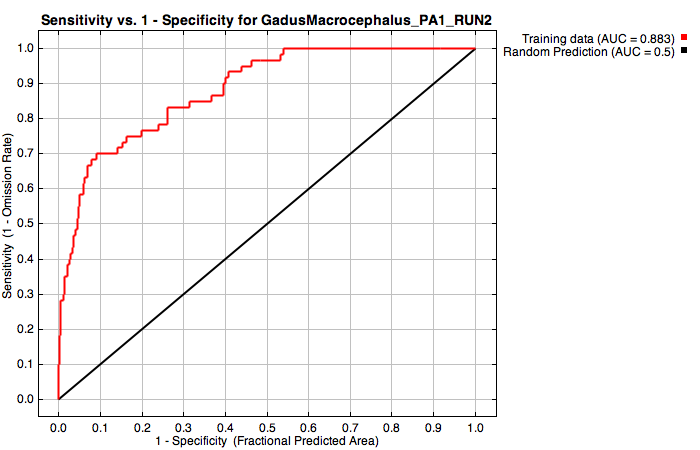 Sensitivity vs. 1 - Specificity for GadusMacrocephalus_PA1_RUN2
Training data (AUC = 0.883)
Random Prediction (AUC = 0.5)
Sensitivity (1 - Omission Rate)
1.0
0.9
0.8
0.7
0.6
0.5
0.4
0.3
0.2
0.1
0.0
0.0 0.1 0.2 0.3 0.4 0.5 0.6 0.7 0.8 0.9 1.0
1 - Specificity (Fractional Predicted Area)